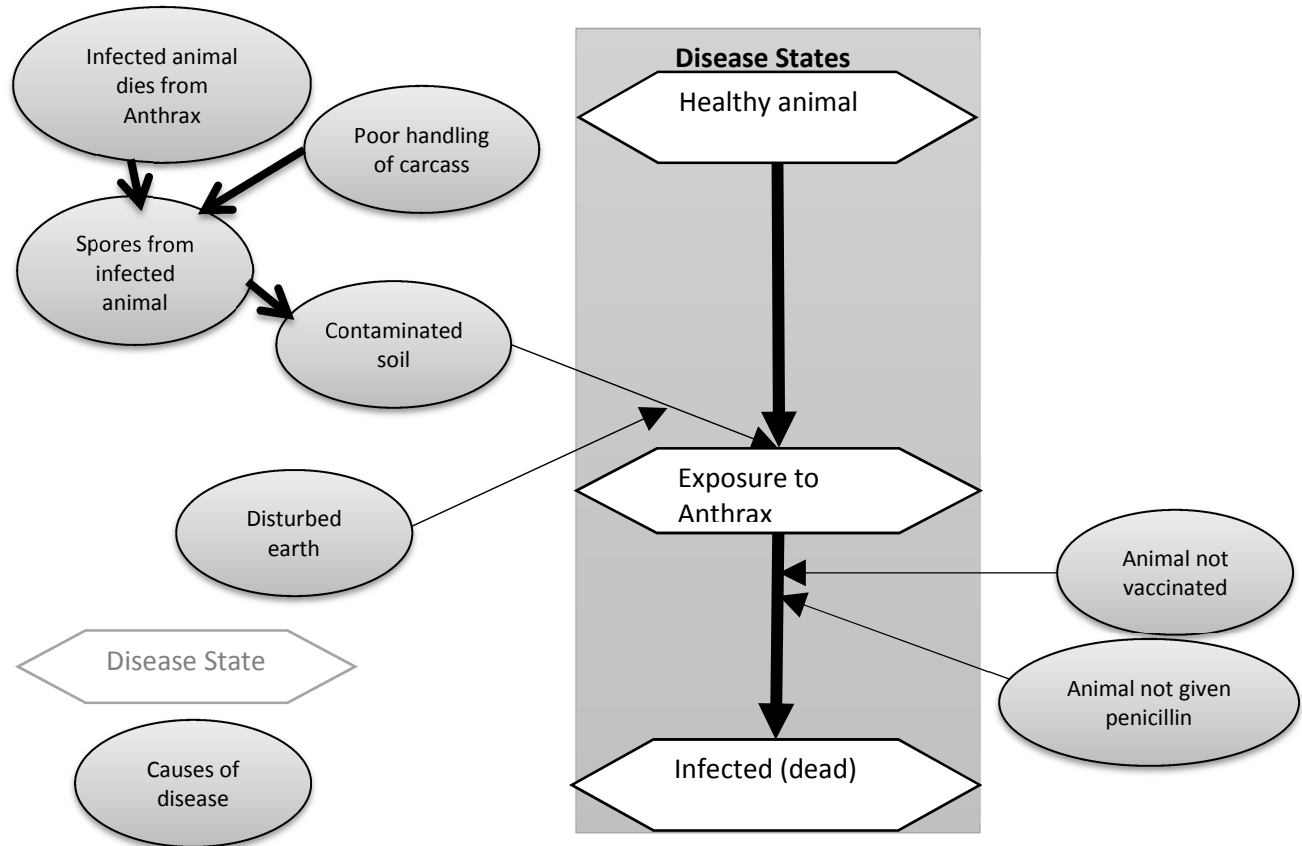 Infected animal
dies from
Anthrax
Poor handling
of carcass
Spores from
infected
animal
Contaminated
soil
Disturbed
earth
Disease State
Causes of
disease
Disease States
Healthy animal
Exposure to
Anthrax
Infected (dead)
Animal not
vaccinated
Animal not given
penicillin